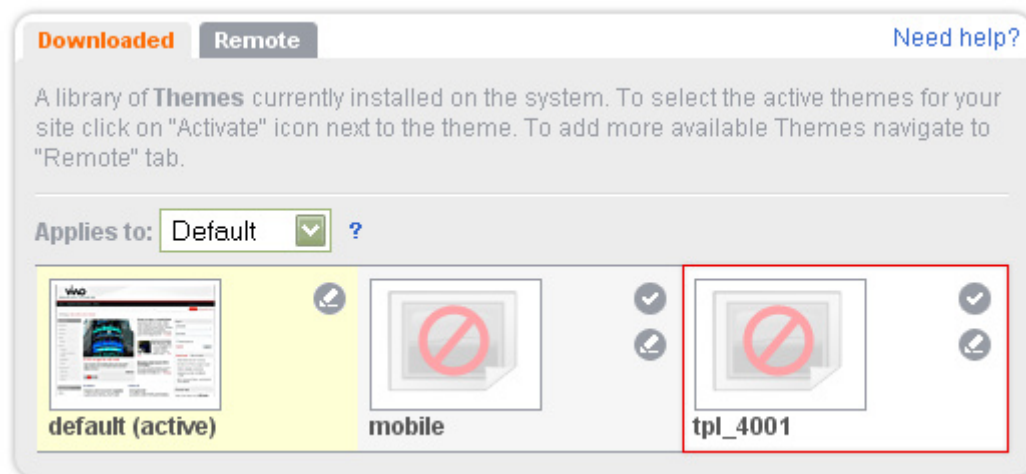 Downloaded Remote Need help?
A library of Themes currently installed on the system. To select the active themes for your
site click on "Activate" icon next to the theme. To add more available Themes navigate to
"Remote" tab.
Applies to: Default ?
default (active) mobile tpl_4001